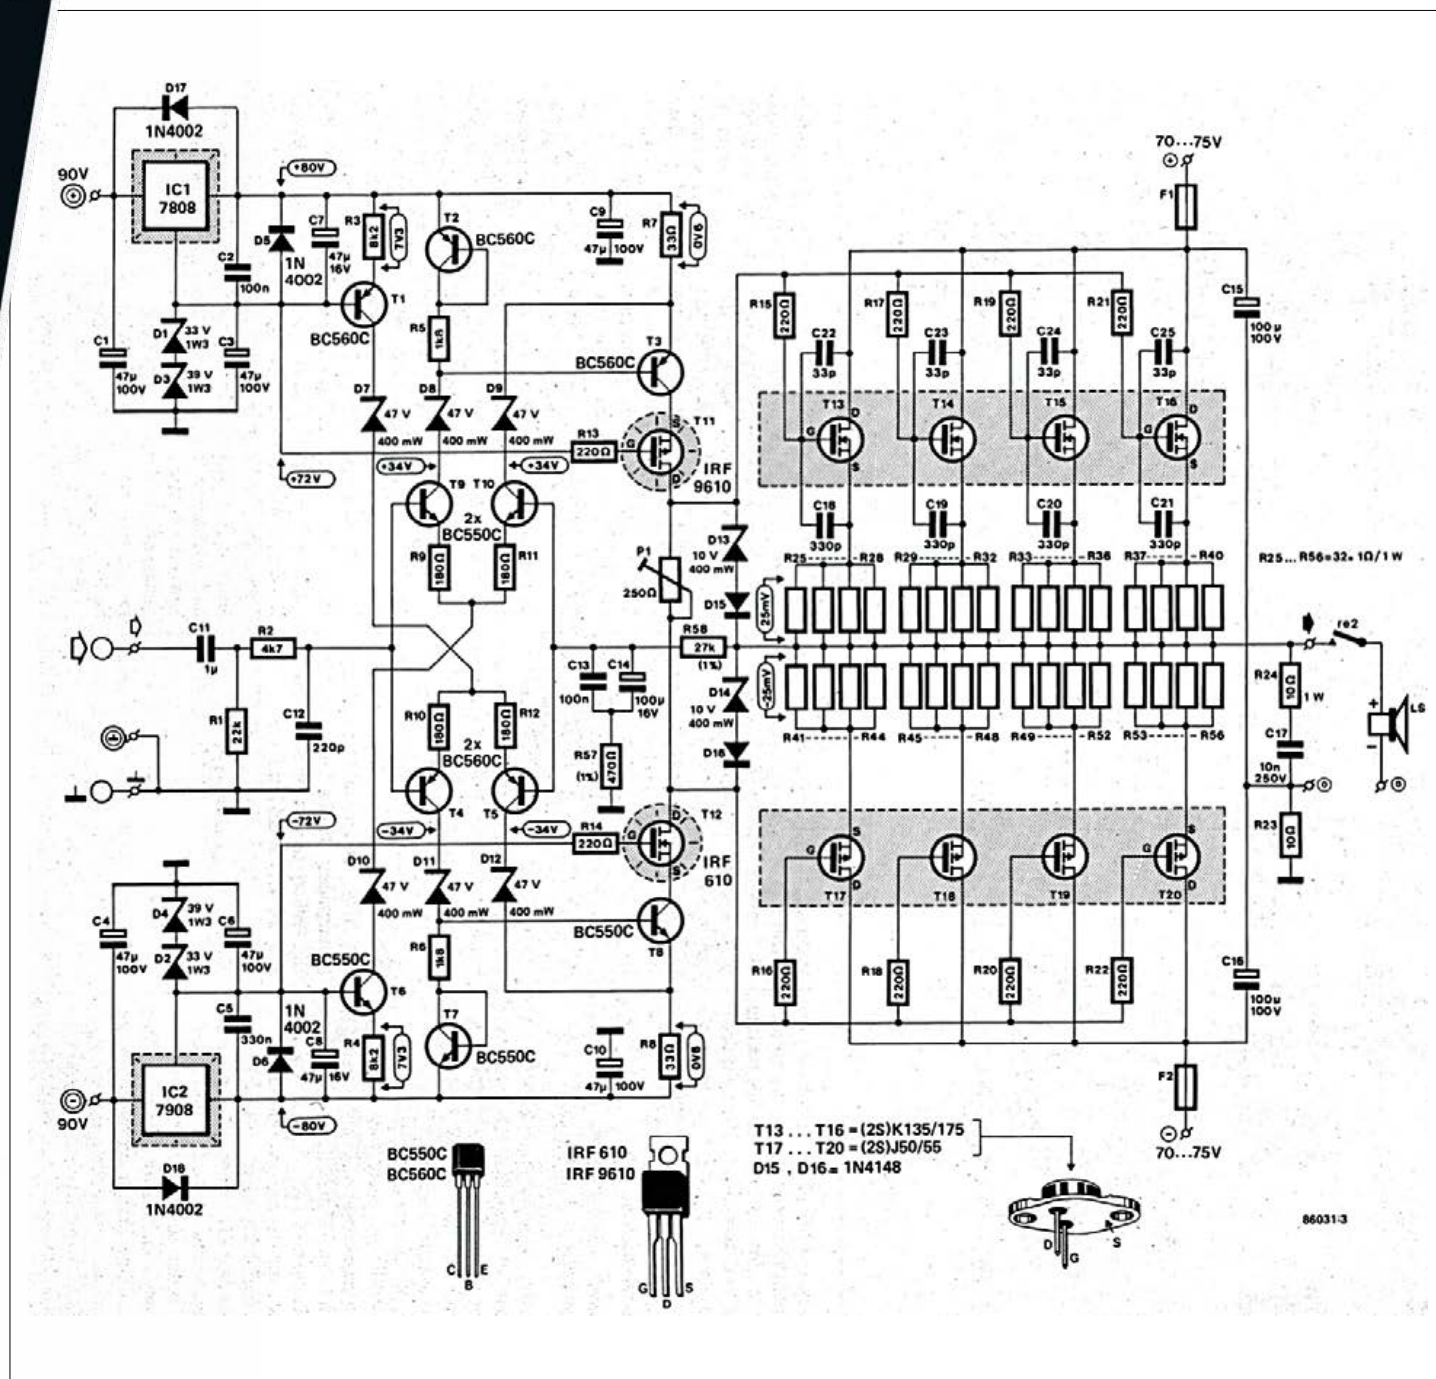 D17
1N4002
90V
IC1
7808
+80V
D5
1N
4002
C7
47µ
16V
R3
8k2
7V3
T2
BC560C
C9
47µ 100V
R7
33Ω
0V6
C2
100n
T1
BC560C
R5
1k8
T3
BC560C
C1
47µ
100V
D1
33 V
1W3
D3
39 V
1W3
C3
47µ
100V
D7
47 V
400 mW
D8
47 V
400 mW
D9
47 V
400 mW
R13
220Ω
G
S
D
T11
IRF
9610
+72V
+34V
+34V
T9
T10
2x
BC550C
R9
180Ω
R11
180Ω
P1
250Ω
D13
10 V
400 mW
D15
25mV
C11
1µ
R2
4k7
R1
22k
C12
220p
R10
180Ω
R12
180Ω
2x
BC560C
T4
T5
C13
100n
C14
100µ
16V
R58
27k
(1%)
R57
(1%)
470Ω
D14
10 V
400 mW
D16
-25mV
-72V
-34V
-34V
R14
220Ω
G
D
S
T12
IRF
610
D10
47 V
400 mW
D11
47 V
400 mW
D12
47 V
400 mW
BC550C
T8
C4
47µ
100V
D4
39 V
1W3
D2
33 V
1W3
C6
47µ
100V
C5
330n
BC550C
T6
R6
1k8
T7
BC550C
1N
4002
D6
C8
47µ 16V
R4
8k2
7V3
C10
47µ 100V
R8
33Ω
0V6
IC2
7908
90V
-80V
D18
1N4002
70...75V
F1
R15
220Ω
R17
220Ω
R19
220Ω
R21
220Ω
C22
33p
C23
33p
C24
33p
C25
33p
C15
100µ
100V
T13
T14
T15
T16
G
D
S
G
D
S
C18
330p
C19
330p
C20
330p
C21
330p
R25------R28
R29------R32
R33------R36
R37------R40
R25...R56=32x 1Ω/1 W
re2
R24
10Ω
1 W
C17
10n
250V
LS
+
-
R41------R44
R45------R48
R49------R52
R53------R56
R23
10Ω
G
S
D
G
S
D
T17
T18
T19
T20
R16
220Ω
R18
220Ω
R20
220Ω
R22
220Ω
C16
100µ
100V
F2
70...75V
BC550C
BC560C
C
B
E
IRF 610
IRF 9610
G
D
S
T13 ... T16 = (2S)K135/175
T17 ... T20 = (2S)J50/55
D15 , D16 = 1N4148
D
G
S
86031-3